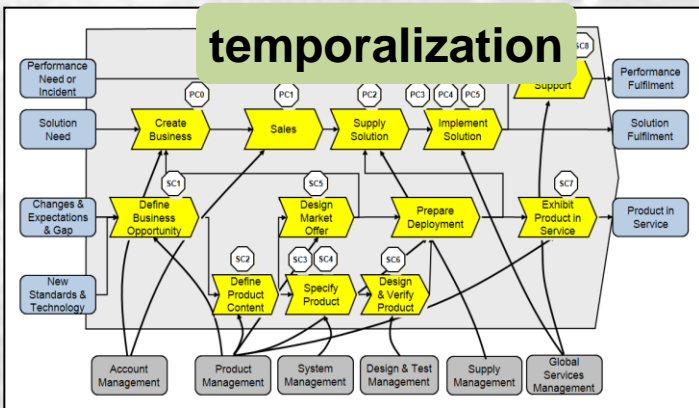 temporalization
SC8
Performance
Need or
Incident
Support
Performance
Fulfilment
PC0
PC1
PC2
PC3
PC4
PC5
Solution
Need
Create
Business
Sales
Supply
Solution
Implement
Solution
Solution
Fulfilment
SC1
SC5
SC7
Changes &
Expectations
& Gap
Define
Business
Opportunity
Design
Market
Offer
Prepare
Deployment
Exhibit
Product in
Service
Product in
Service
SC2
SC3
SC4
SC6
New
Standards &
Technology
Define
Product
Content
Specify
Product
Design
& Verify
Product
Account
Management
Product
Management
System
Management
Design & Test
Management
Supply
Management
Global
Services
Management